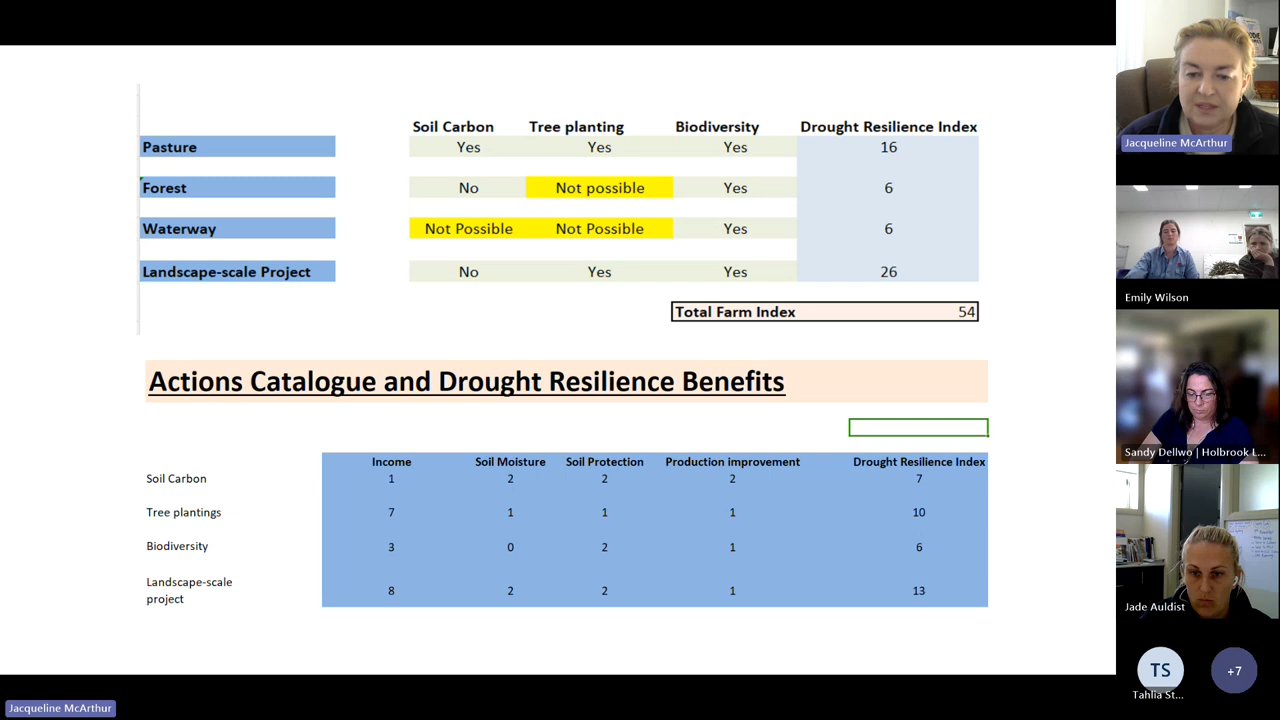 Soil Carbon Tree planting Biodiversity Drought Resilience Index
Pasture Yes Yes Yes 16
Forest No Not possible Yes 6
Waterway Not Possible Not Possible Yes 6
Landscape-scale Project No Yes Yes 26
Total Farm Index 54
Actions Catalogue and Drought Resilience Benefits
Income Soil Moisture Soil Protection Production improvement Drought Resilience Index
Soil Carbon 1 2 2 2 7
Tree plantings 7 1 1 1 10
Biodiversity 3 0 2 1 6
Landscape-scale
project 8 2 2 1 13
Jacqueline McArthur
Jacqueline McArthur
Emily Wilson
Sandy Dellwo | Holbrook L...
Jade Auldist
TS
+7
Tahlia St...